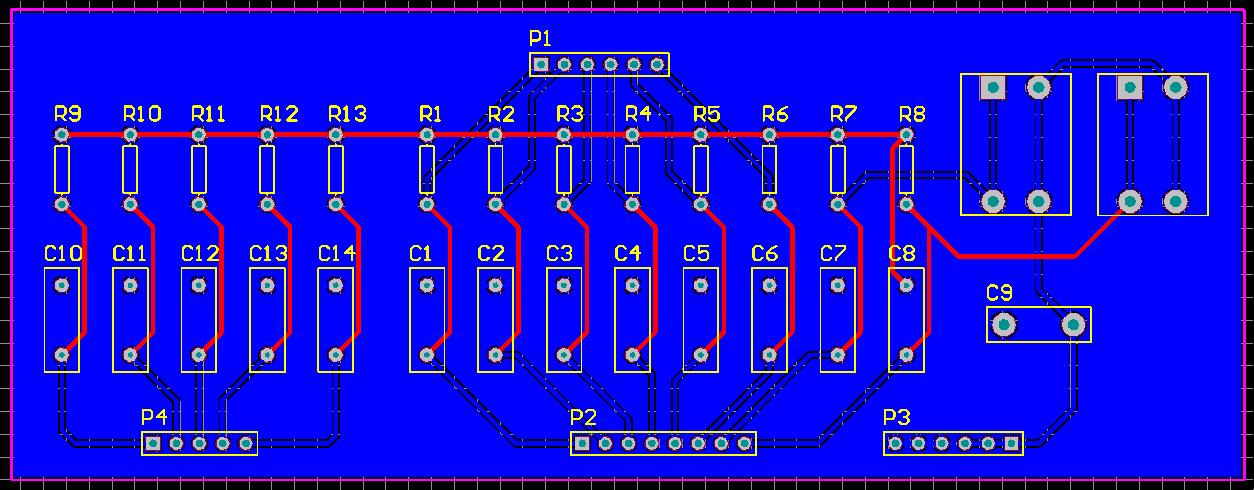 P1
R9 R10 R11 R12 R13 R1 R2 R3 R4 R5 R6 R7 R8
C10 C11 C12 C13 C14 C1 C2 C3 C4 C5 C6 C7 C8
C9
P4 P2 P3